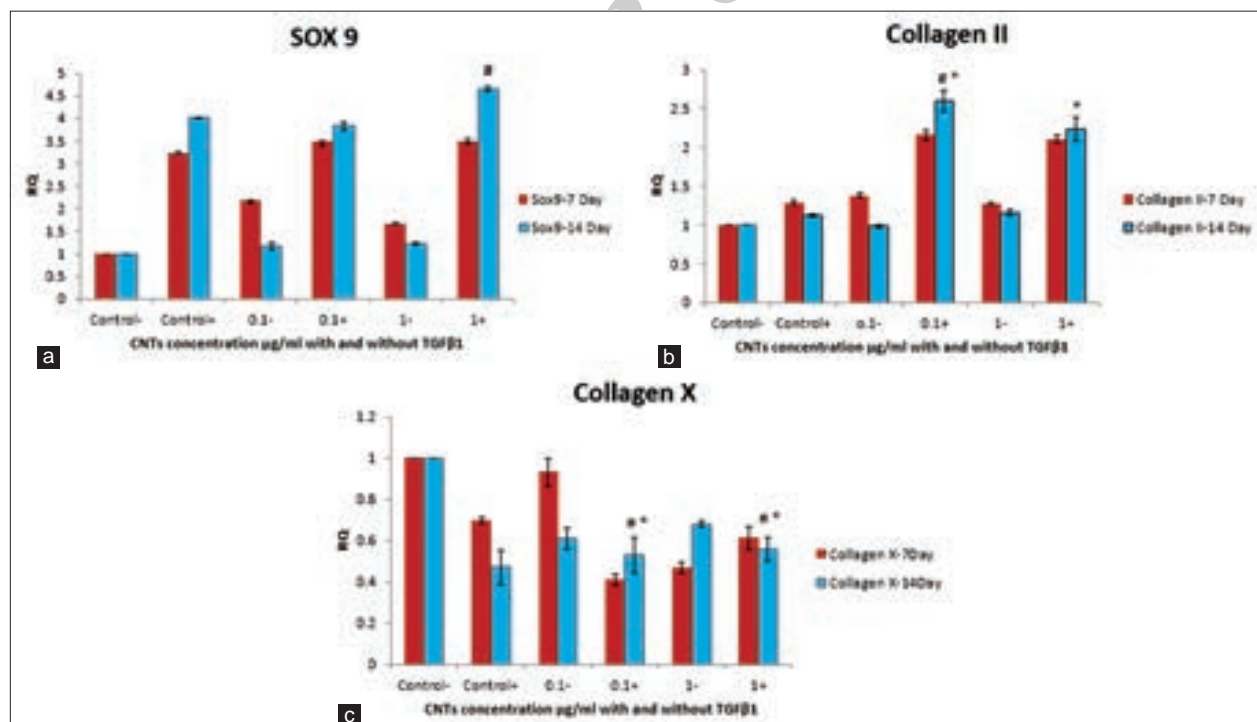 SOX 9
RQ
5
4.5
4
3.5
3
2.5
2
1.5
1
0.5
0
#
Control-
Control+
0.1-
0.1+
1-
1+
CNTs concentration µg/ml with and without TGFβ1
Sox9-7 Day
Sox9-14 Day
a
Collagen II
RQ
3
2.5
2
1.5
1
0.5
0
# *
*
Control-
Control+
o.1-
0.1+
1-
1+
CNTs concentration µg/ml with and without TGFβ1
Collagen II-7 Day
Collagen II-14 Day
b
Collagen X
RQ
1.2
1
0.8
0.6
0.4
0.2
0
# *
# *
Control-
Control+
0.1-
0.1+
1-
1+
CNTs concentration µg/ml with and without TGFβ1
Collagen X-7Day
Collagen X-14Day
c